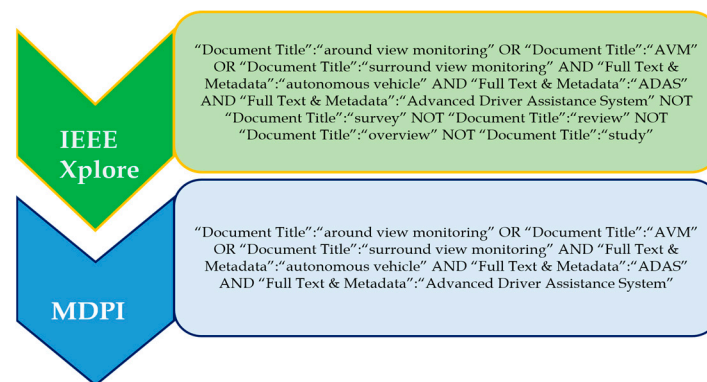 IEEE
Xplore
“Document Title”:“around view monitoring” OR “Document Title”:“AVM”
OR “Document Title”:“surround view monitoring” AND “Full Text &
Metadata”:“autonomous vehicle” AND “Full Text & Metadata”:“ADAS”
AND “Full Text & Metadata”:“Advanced Driver Assistance System” NOT
“Document Title”:“survey” NOT “Document Title”:“review” NOT
“Document Title”:“overview” NOT “Document Title”:“study”
MDPI
“Document Title”:“around view monitoring” OR “Document Title”:“AVM”
OR “Document Title”:“surround view monitoring” AND “Full Text &
Metadata”:“autonomous vehicle” AND “Full Text & Metadata”:“ADAS”
AND “Full Text & Metadata”:“Advanced Driver Assistance System”